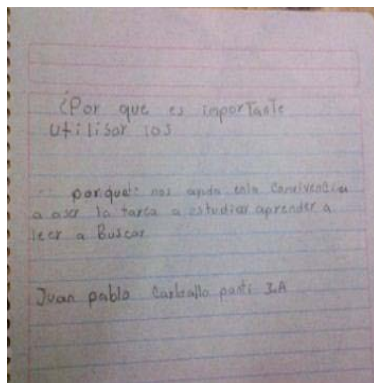 ¿Por que es imporTanTe
utilisar los
porque: nos ayuda en la Convivencia
a aser la tarea a estudiar aprender a
leer a Buscar
Juan pablo Carballo 3.A